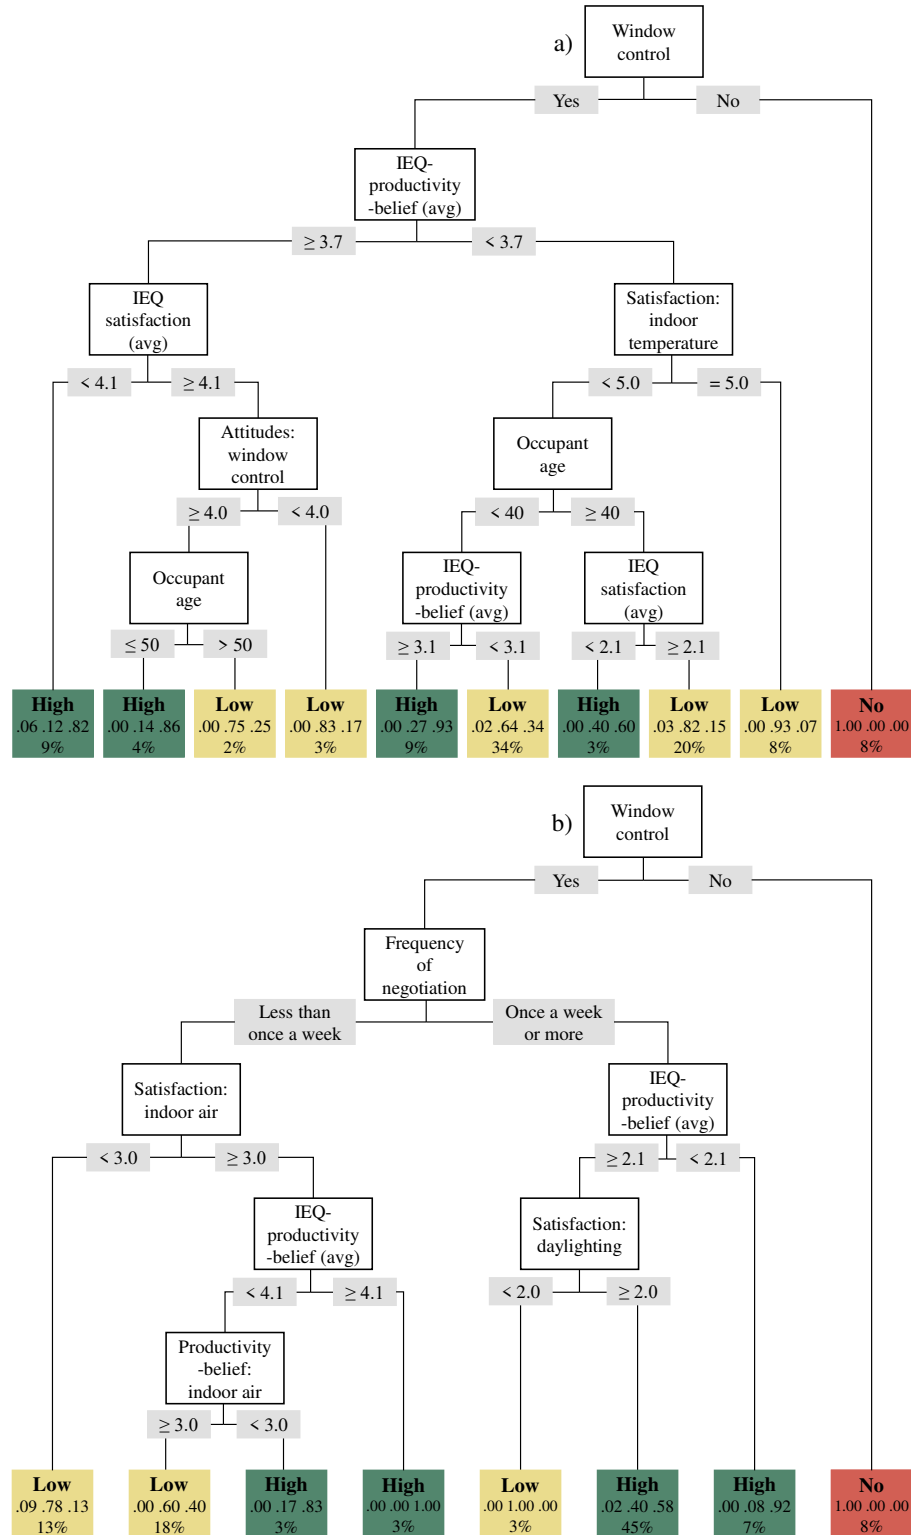 a)
Window
control
Yes
No
IEQ-
productivity
-belief (avg)
≥ 3.7
< 3.7
IEQ
satisfaction
(avg)
Satisfaction:
indoor
temperature
< 4.1
≥ 4.1
< 5.0
= 5.0
Attitudes:
window
control
Occupant
age
≥ 4.0
< 4.0
< 40
≥ 40
Occupant
age
IEQ-
productivity
-belief (avg)
IEQ
satisfaction
(avg)
≤ 50
> 50
≥ 3.1
< 3.1
< 2.1
≥ 2.1
High
.06 .12 .82
9%
High
.00 .14 .86
4%
Low
.00 .75 .25
2%
Low
.00 .83 .17
3%
High
.00 .27 .93
9%
Low
.02 .64 .34
34%
High
.00 .40 .60
3%
Low
.03 .82 .15
20%
Low
.00 .93 .07
8%
No
1.00 .00 .00
8%
b)
Window
control
Yes
No
Frequency
of
negotiation
Less than
once a week
Once a week
or more
Satisfaction:
indoor air
IEQ-
productivity
-belief (avg)
< 3.0
≥ 3.0
≥ 2.1
< 2.1
IEQ-
productivity
-belief (avg)
Satisfaction:
daylighting
< 4.1
≥ 4.1
< 2.0
≥ 2.0
Productivity
-belief:
indoor air
≥ 3.0
< 3.0
Low
.09 .78 .13
13%
Low
.00 .60 .40
18%
High
.00 .17 .83
3%
High
.00 .00 1.00
3%
Low
.00 1.00 .00
3%
High
.02 .40 .58
45%
High
.00 .08 .92
7%
No
1.00 .00 .00
8%